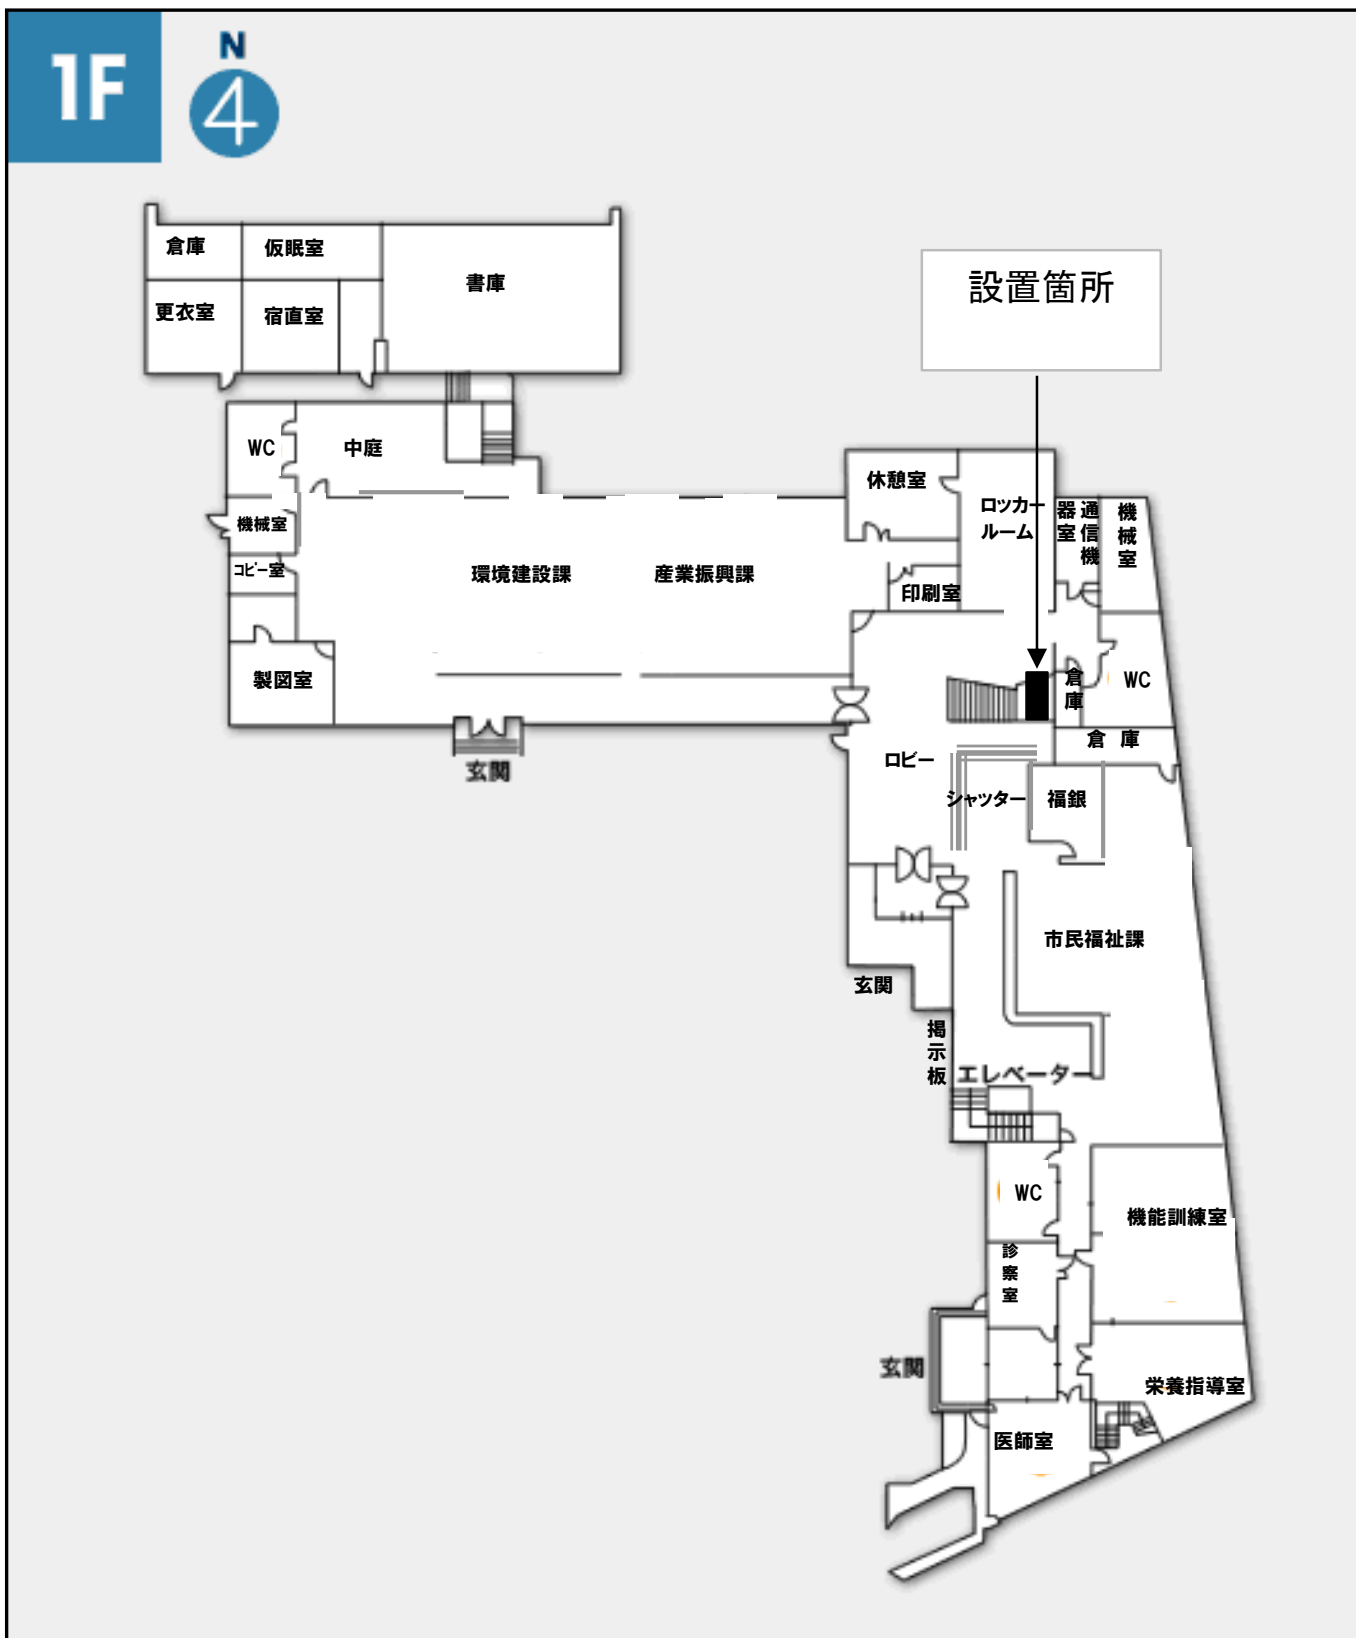 1F
N
倉庫
仮眠室
書庫
更衣室
宿直室
設置箇所
WC
中庭
休憩室
ロッカー
ルーム
通信機
器室
機械室
機械室
コピー室
環境建設課
産業振興課
印刷室
製図室
倉庫
WC
倉庫
玄関
ロビー
シャッター
福銀
市民福祉課
玄関
掲示板
エレベーター
WC
機能訓練室
診察室
玄関
栄養指導室
医師室